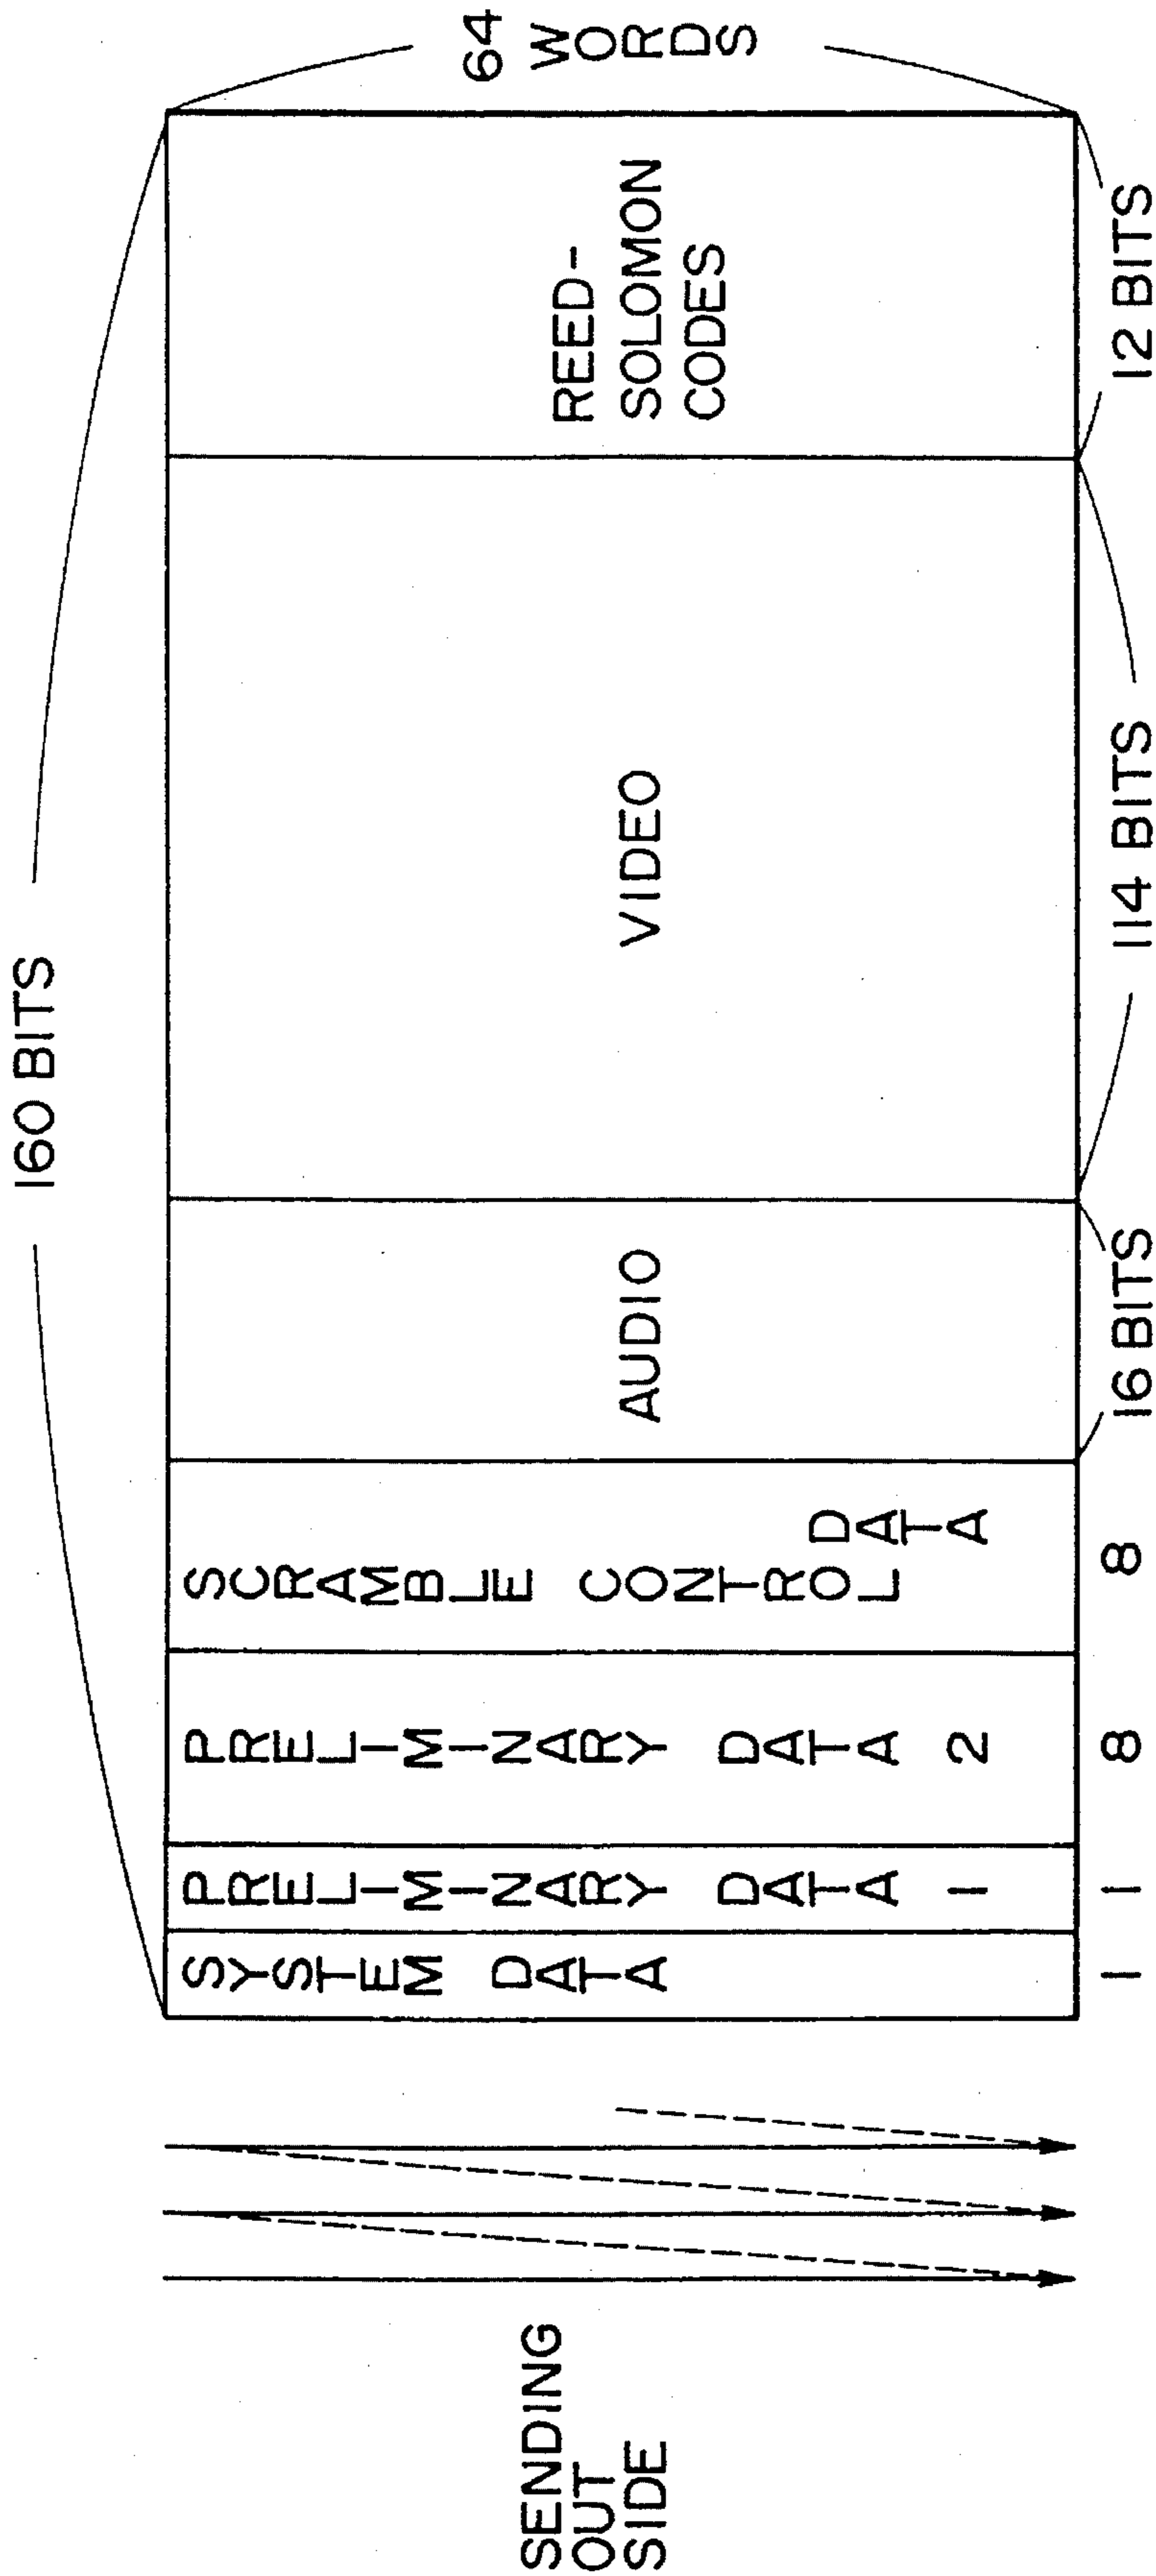 160 BITS
64
WORDS
SENDING
OUT
SIDE
SYSTEM DATA
PRELIMINARY DATA 1
PRELIMINARY DATA 2
SCRAMBLE CONTROL
DATA
AUDIO
VIDEO
REED-
SOLOMON
CODES
1
1
8
8
16 BITS
114 BITS
12 BITS